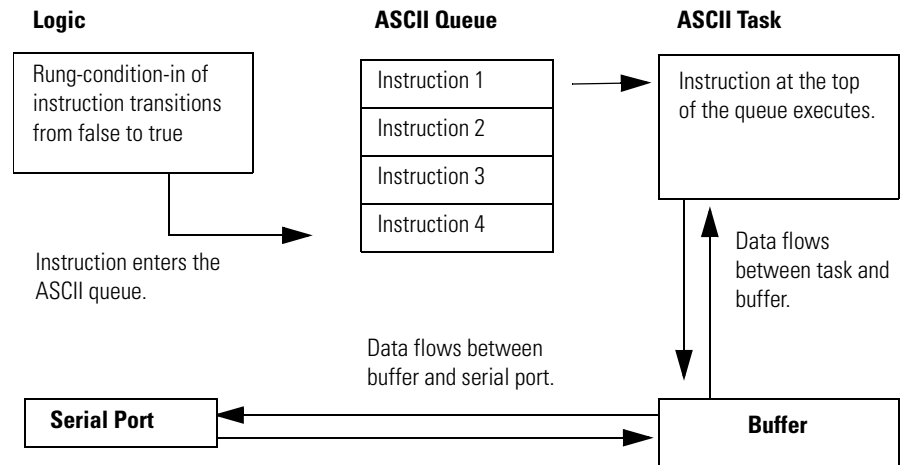 Logic
ASCII Queue
ASCII Task
Rung-condition-in of
instruction transitions
from false to true
Instruction 1
Instruction 2
Instruction 3
Instruction 4
Instruction at the top
of the queue executes.
Instruction enters the
ASCII queue.
Data flows
between task and
buffer.
Data flows between
buffer and serial port.
Serial Port
Buffer